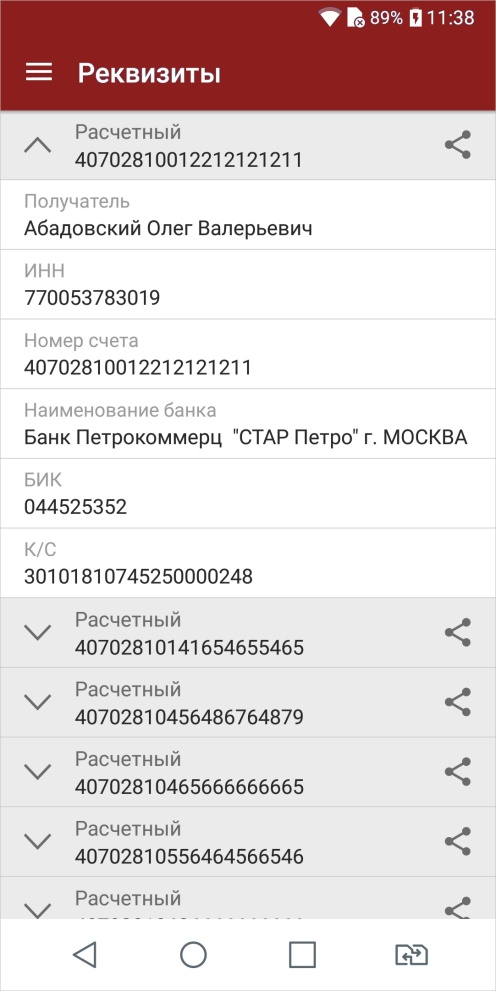 89% 11:38
Реквизиты
Расчетный
40702810012212121211
Получатель
Абадовский Олег Валерьевич
ИНН
770053783019
Номер счета
40702810012212121211
Наименование банка
Банк Петрокоммерц "СТАР Петро" г. МОСКВА
БИК
044525352
К/С
30101810745250000248
Расчетный
40702810141654655465
Расчетный
40702810456486764879
Расчетный
40702810465666666665
Расчетный
40702810556464566546
Расчетный